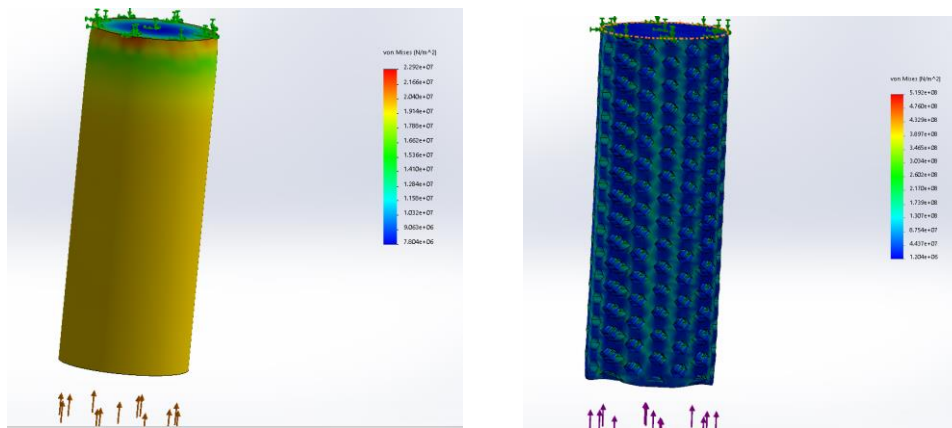 von Mises (N/m^2)
2.292e+07
2.166e+07
2.040e+07
1.914e+07
1.788e+07
1.662e+07
1.536e+07
1.410e+07
1.284e+07
1.158e+07
1.032e+07
9.063e+06
7.804e+06
von Mises (N/m^2)
5.192e+08
4.760e+08
4.329e+08
3.897e+08
3.465e+08
3.034e+08
2.602e+08
2.170e+08
1.739e+08
1.307e+08
8.754e+07
4.437e+07
1.204e+06